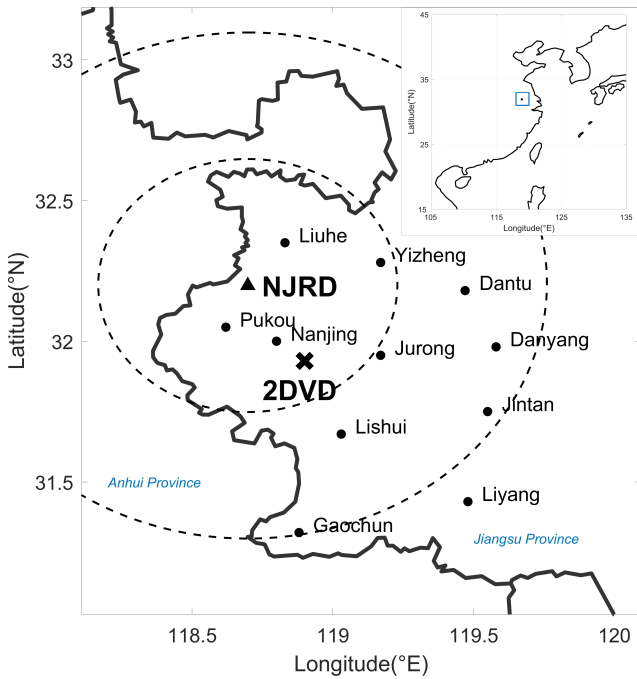 45
33
35
Latitude(°N)
25
15
105
115
125
135
Longitude(°E)
32.5
Liuhe
Yizheng
NJRD
Dantu
Pukou
Nanjing
32
Jurong
Danyang
2DVD
Jintan
Lishui
31.5
Anhui Province
Liyang
Gaochun
Jiangsu Province
Latitude(°N)
118.5
119
119.5
120
Longitude(°E)